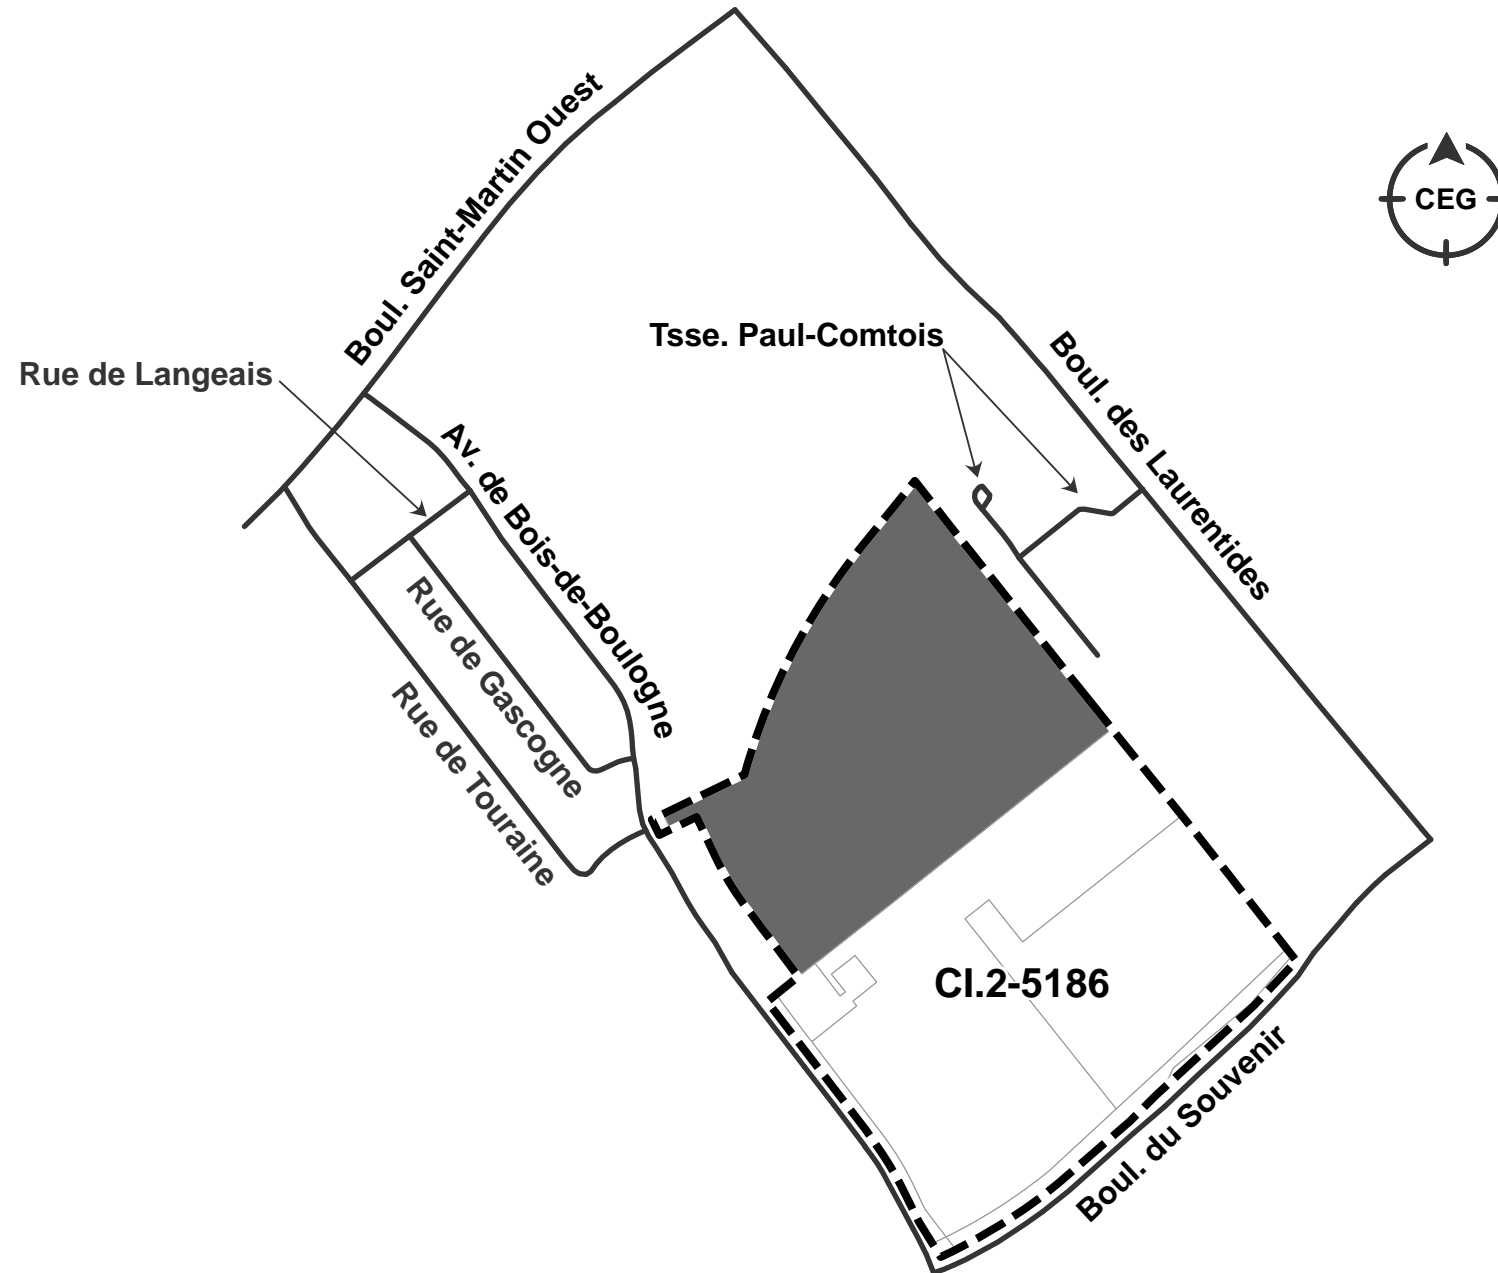 Boul. Saint-Martin Ouest
CEG
Tsse. Paul-Comtois
Boul. des Laurentides
Rue de Langeais
Av. de Bois-de-Boulogne
Rue de Gascogne
Rue de Touraine
CI.2-5186
Boul. du Souvenir